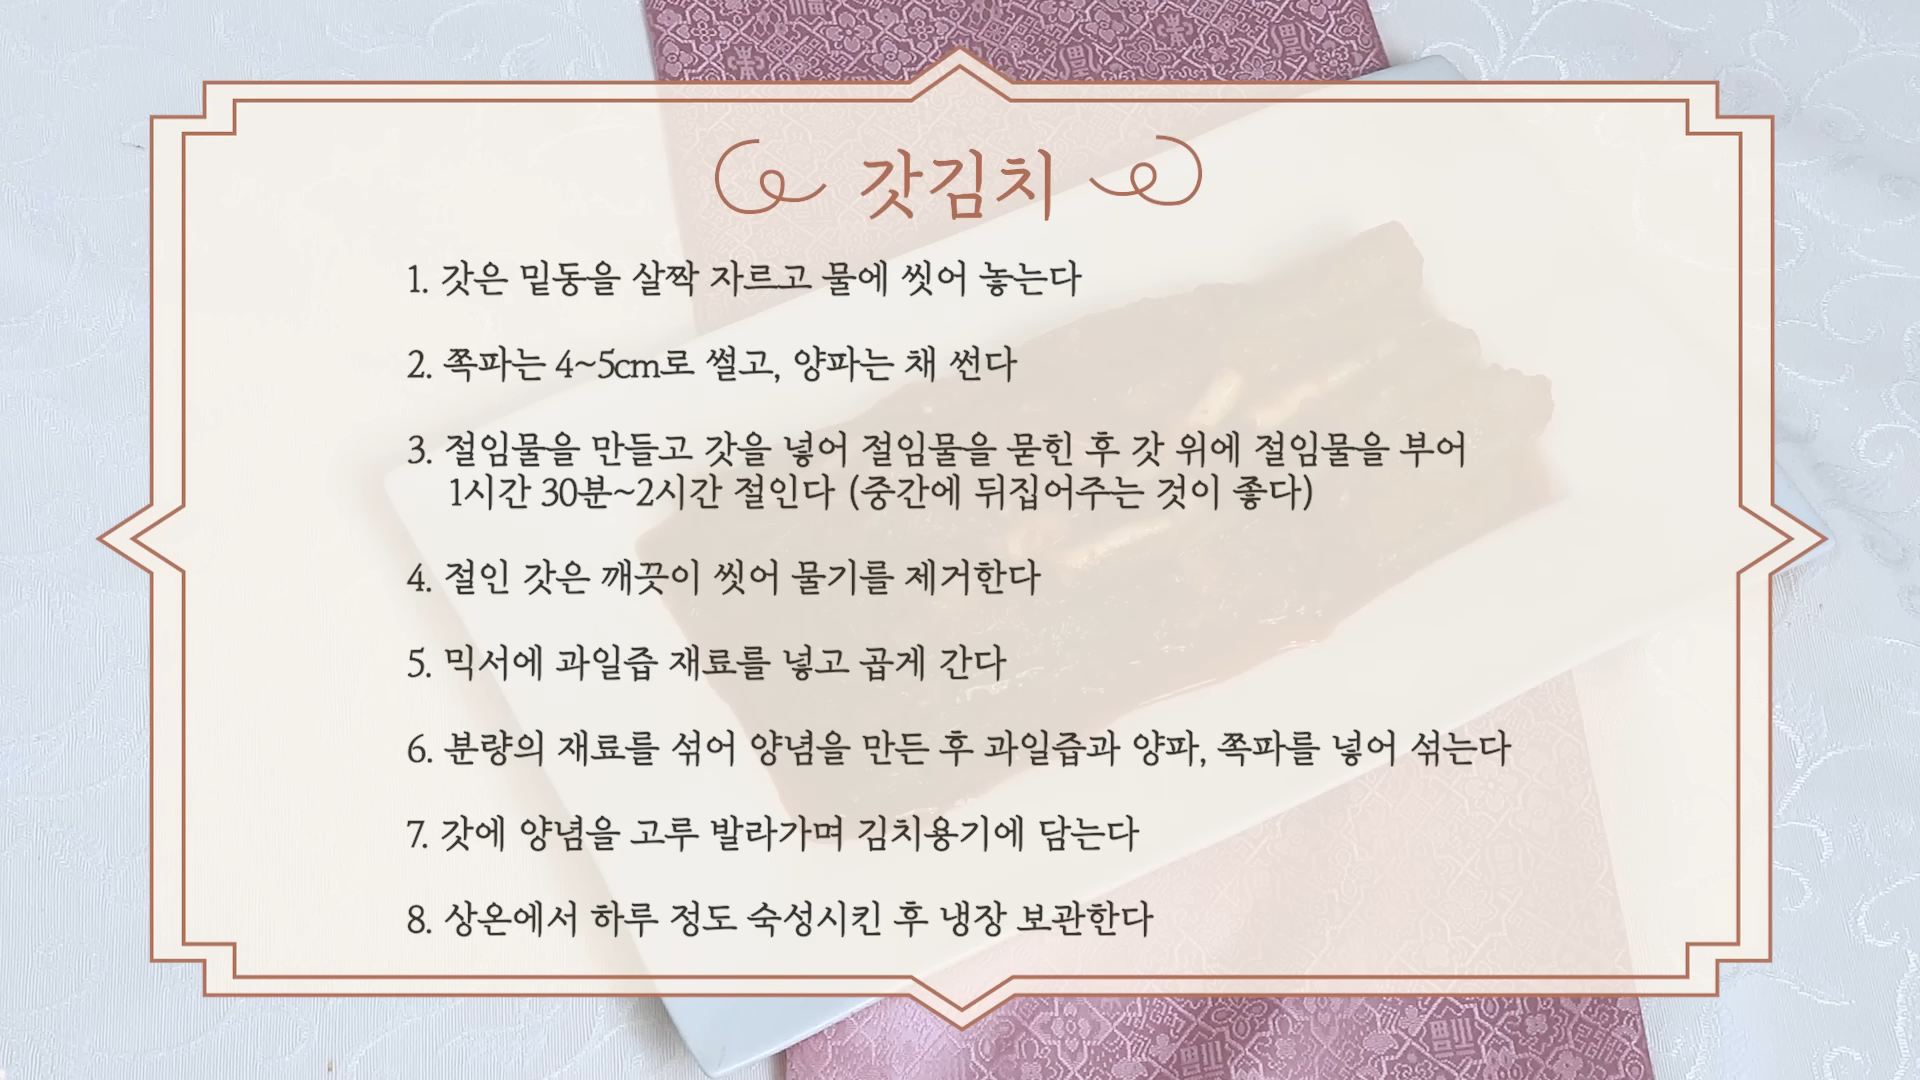 갓김치
1. 갓은 밑동을 살짝 자르고 물에 씻어 놓는다
2. 쪽파는 4~5cm로 썰고, 양파는 채 썬다
3. 절임물을 만들고 갓을 넣어 절임물을 묻힌 후 갓 위에 절임물을 부어
1시간 30분~2시간 절인다 (중간에 뒤집어주는 것이 좋다)
4. 절인 갓은 깨끗이 씻어 물기를 제거한다
5. 믹서에 과일즙 재료를 넣고 곱게 간다
6. 분량의 재료를 섞어 양념을 만든 후 과일즙과 양파, 쪽파를 넣어 섞는다
7. 갓에 양념을 고루 발라가며 김치용기에 담는다
8. 상온에서 하루 정도 숙성시킨 후 냉장 보관한다